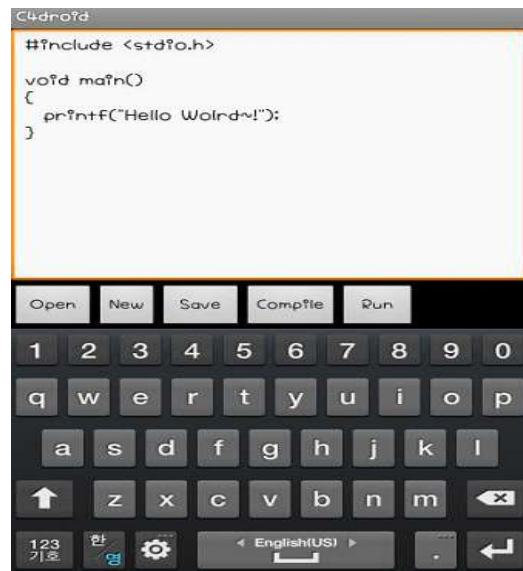 C4droid
#include <stdio.h>
void main()
{
printf("Hello Wolrd~!");
}
Open New Save Compile Run
1 2 3 4 5 6 7 8 9 0
q w e r t y u i o p
a s d f g h j k l
z x c v b n m
123 한 English(US) .
기호 영